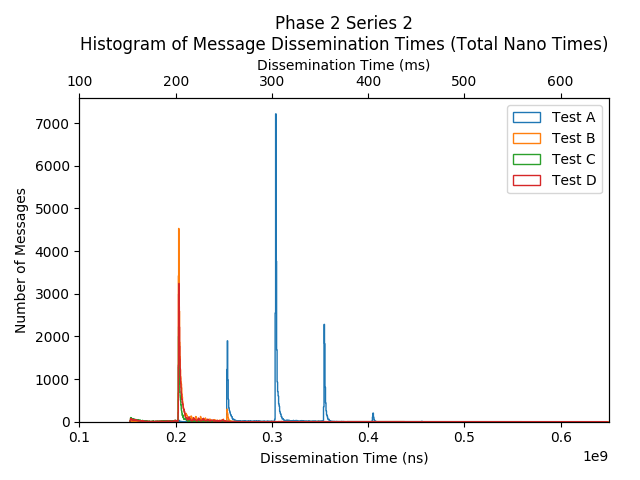 Phase 2 Series 2
Histogram of Message Dissemination Times (Total Nano Times)
Dissemination Time (ms)
100 200 300 400 500 600
7000
6000
5000
4000
3000
2000
1000
0
Number of Messages
Test A
Test B
Test C
Test D
0.1 0.2 0.3 0.4 0.5 0.6
1e9
Dissemination Time (ns)